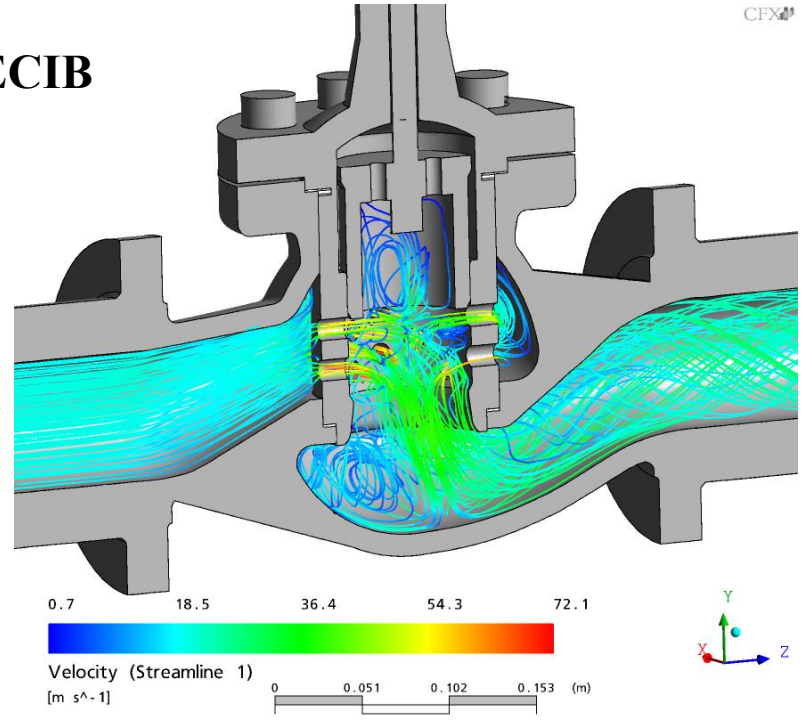 CFX
ECIB
0.7 18.5 36.4 54.3 72.1
Velocity (Streamline 1)
[m s^-1]
0 0.051 0.102 0.153 (m)
Y
X Z